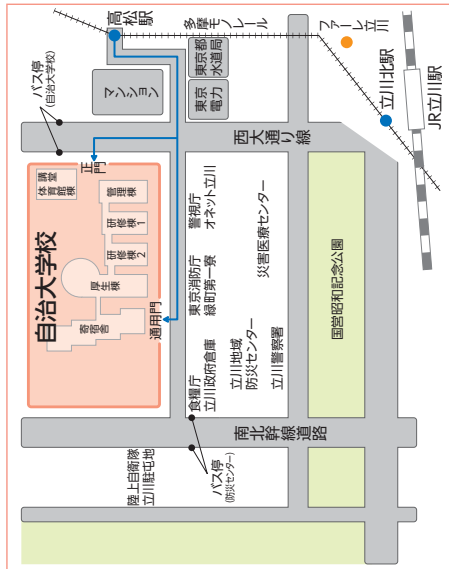 自治大学校
講堂
体育館棟
管理棟
研修棟1
研修棟2
厚生棟
寄宿舎
正門
通用門
バス停
(自治大学校)
マンション
高松駅
多摩モノレール
東京都
水道局
東京
電力
ファーレ
立川
立川北駅
JR立川駅
西大通り線
警視庁
オネット立川
災害医療センター
東京消防庁
緑町第一寮
食糧庁
立川政府倉庫
立川地域
防災センター
立川警察署
国営昭和記念公園
南北幹線道路
バス停
(防災センター)
陸上自衛隊
立川駐屯地